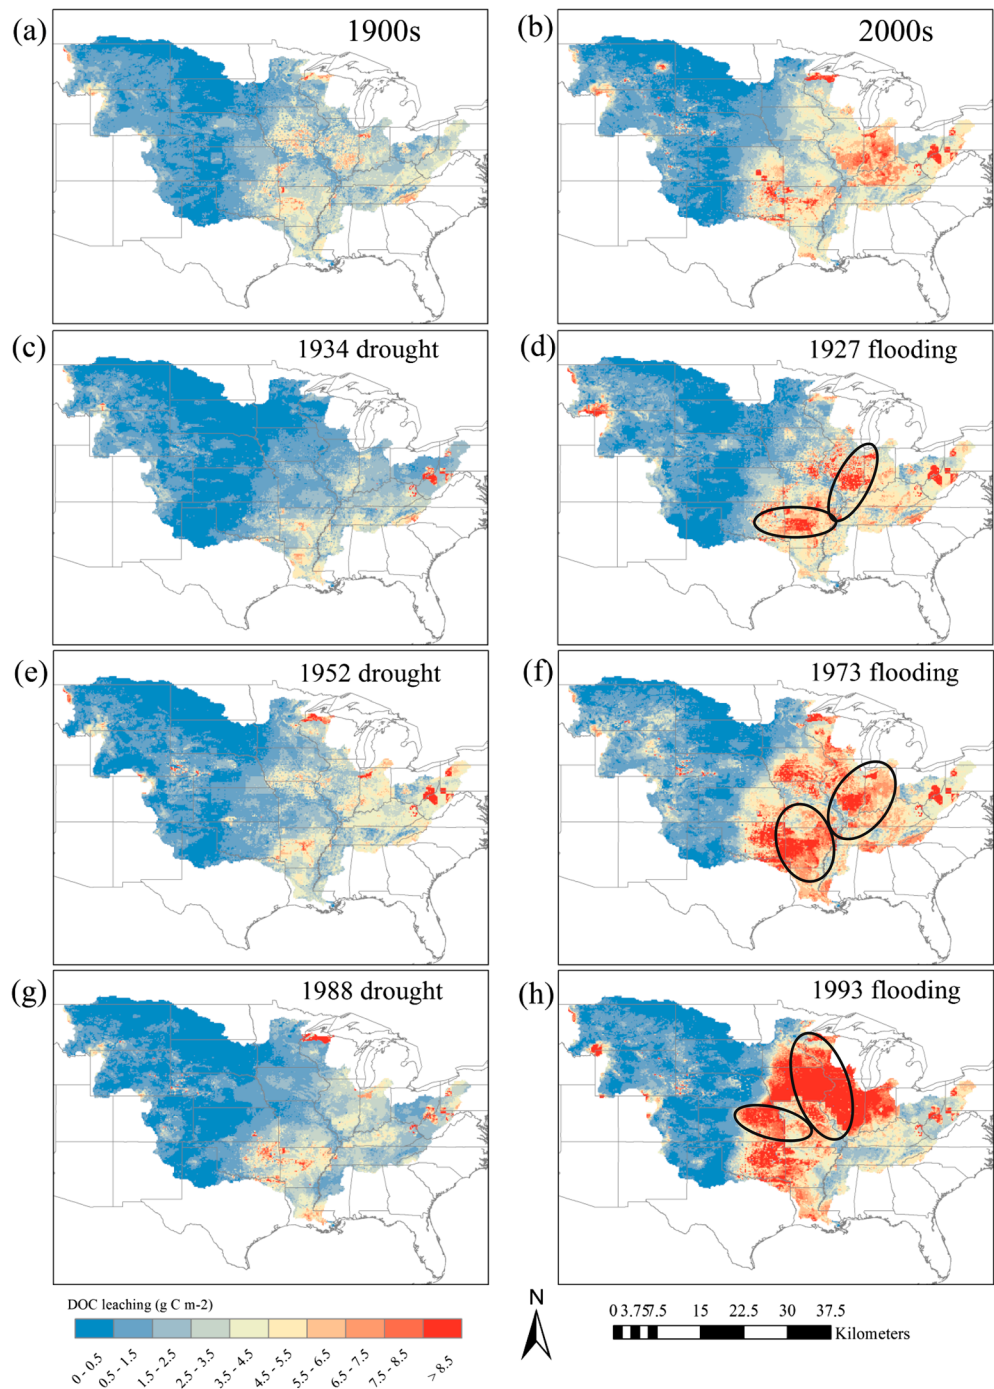 (a) 1900s
(b) 2000s
(c) 1934 drought
(d) 1927 flooding
(e) 1952 drought
(f) 1973 flooding
(g) 1988 drought
(h) 1993 flooding
DOC leaching (g C m-2)
0 - 0.5
0.5 - 1.5
1.5 - 2.5
2.5 - 3.5
3.5 - 4.5
4.5 - 5.5
5.5 - 6.5
6.5 - 7.5
7.5 - 8.5
> 8.5
N
0 3.75 7.5 15 22.5 30 37.5
Kilometers